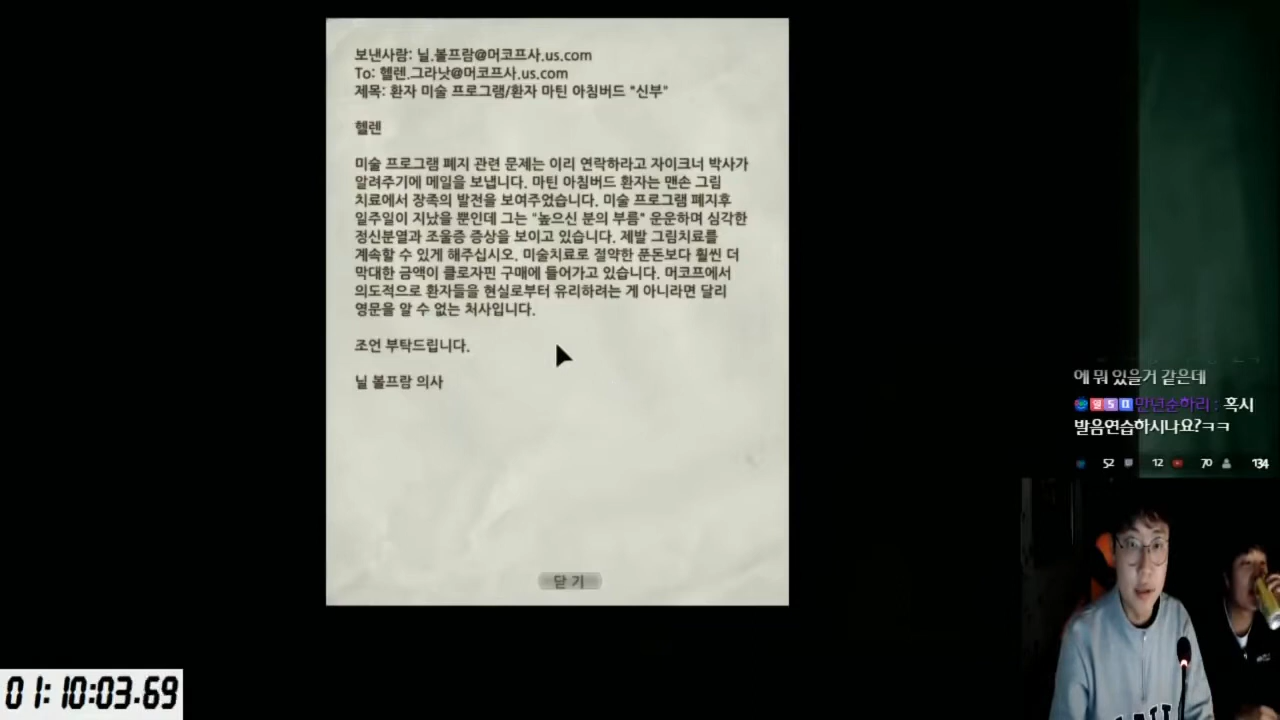 보낸사람: 닐.볼프람@머코프사.us.com
To: 헬렌.그라낫@머코프사.us.com
제목: 환자 미술 프로그램/환자 마틴 아침버드 "신부"
헬렌
미술 프로그램 폐지 관련 문제는 이리 연락하라고 자이크너 박사가
알려주기에 메일을 보냅니다. 마틴 아침버드 환자는 맨손 그림
치료에서 장족의 발전을 보여주었습니다. 미술 프로그램 폐지후
일주일이 지났을 뿐인데 그는 "높으신 분의 부름" 운운하며 심각한
정신분열과 조울증 증상을 보이고 있습니다. 제발 그림치료를
계속할 수 있게 해주십시오. 미술치료로 절약한 푼돈보다 훨씬 더
막대한 금액이 클로자핀 구매에 들어가고 있습니다. 머코프에서
의도적으로 환자들을 현실로부터 유리하려는 게 아니라면 달리
영문을 알 수 없는 처사입니다.
조언 부탁드립니다.
닐 볼프람 의사
닫기
에 뭐 있을거 같은데
열 5 대 만년순하리 : 혹시
발음연습하시나요?ㅋㅋ
52 12 70 134
01:10:03.69